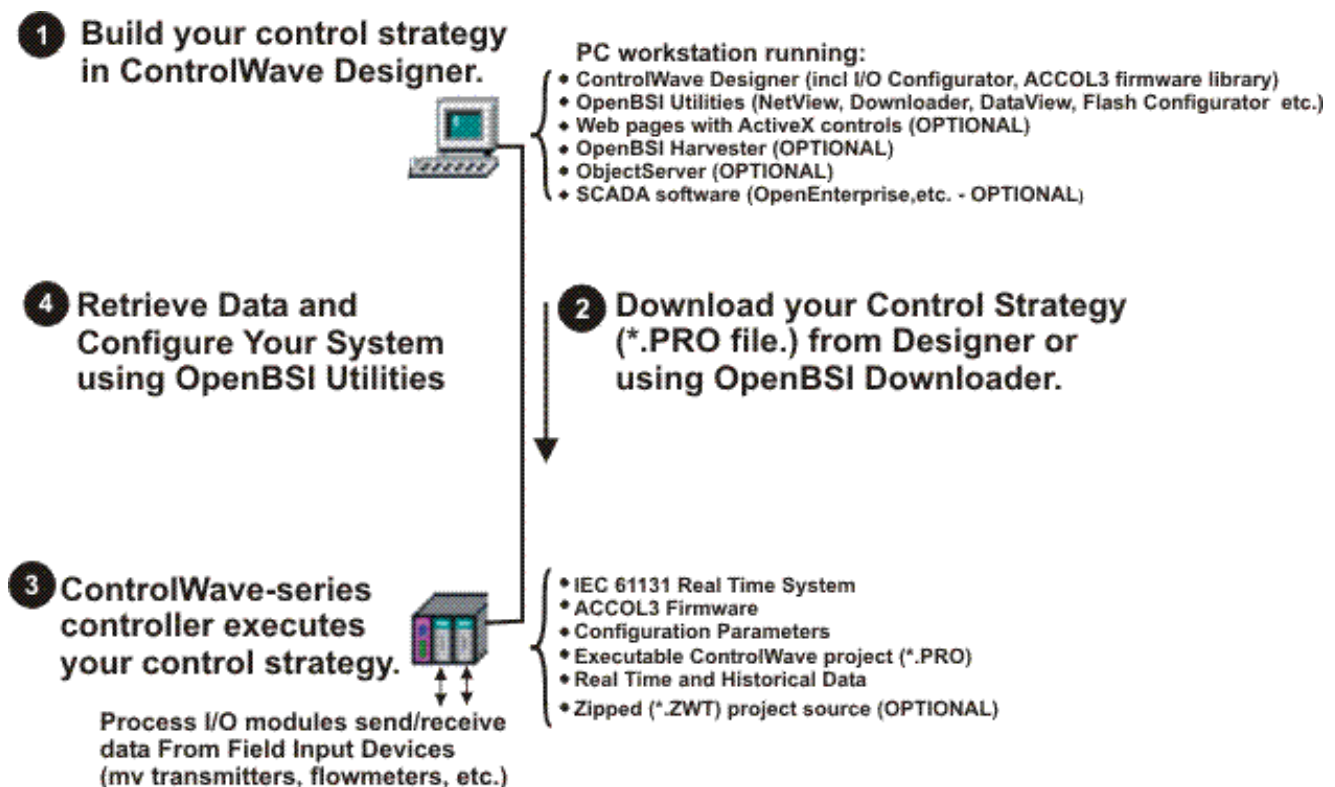 1 Build your control strategy
in ControlWave Designer.
PC workstation running:
• ControlWave Designer (incl I/O Configurator, ACCOL3 firmware library)
• OpenBSI Utilities (NetView, Downloader, DataView, Flash Configurator etc.)
• Web pages with ActiveX controls (OPTIONAL)
• OpenBSI Harvester (OPTIONAL)
• ObjectServer (OPTIONAL)
• SCADA software (OpenEnterprise,etc. - OPTIONAL)
4 Retrieve Data and
Configure Your System
using OpenBSI Utilities
2 Download your Control Strategy
(*.PRO file.) from Designer or
using OpenBSI Downloader.
3 ControlWave-series
controller executes
your control strategy.
• IEC 61131 Real Time System
• ACCOL3 Firmware
• Configuration Parameters
• Executable ControlWave project (*.PRO)
• Real Time and Historical Data
• Zipped (*.ZWT) project source (OPTIONAL)
Process I/O modules send/receive
data From Field Input Devices
(mv transmitters, flowmeters, etc.)